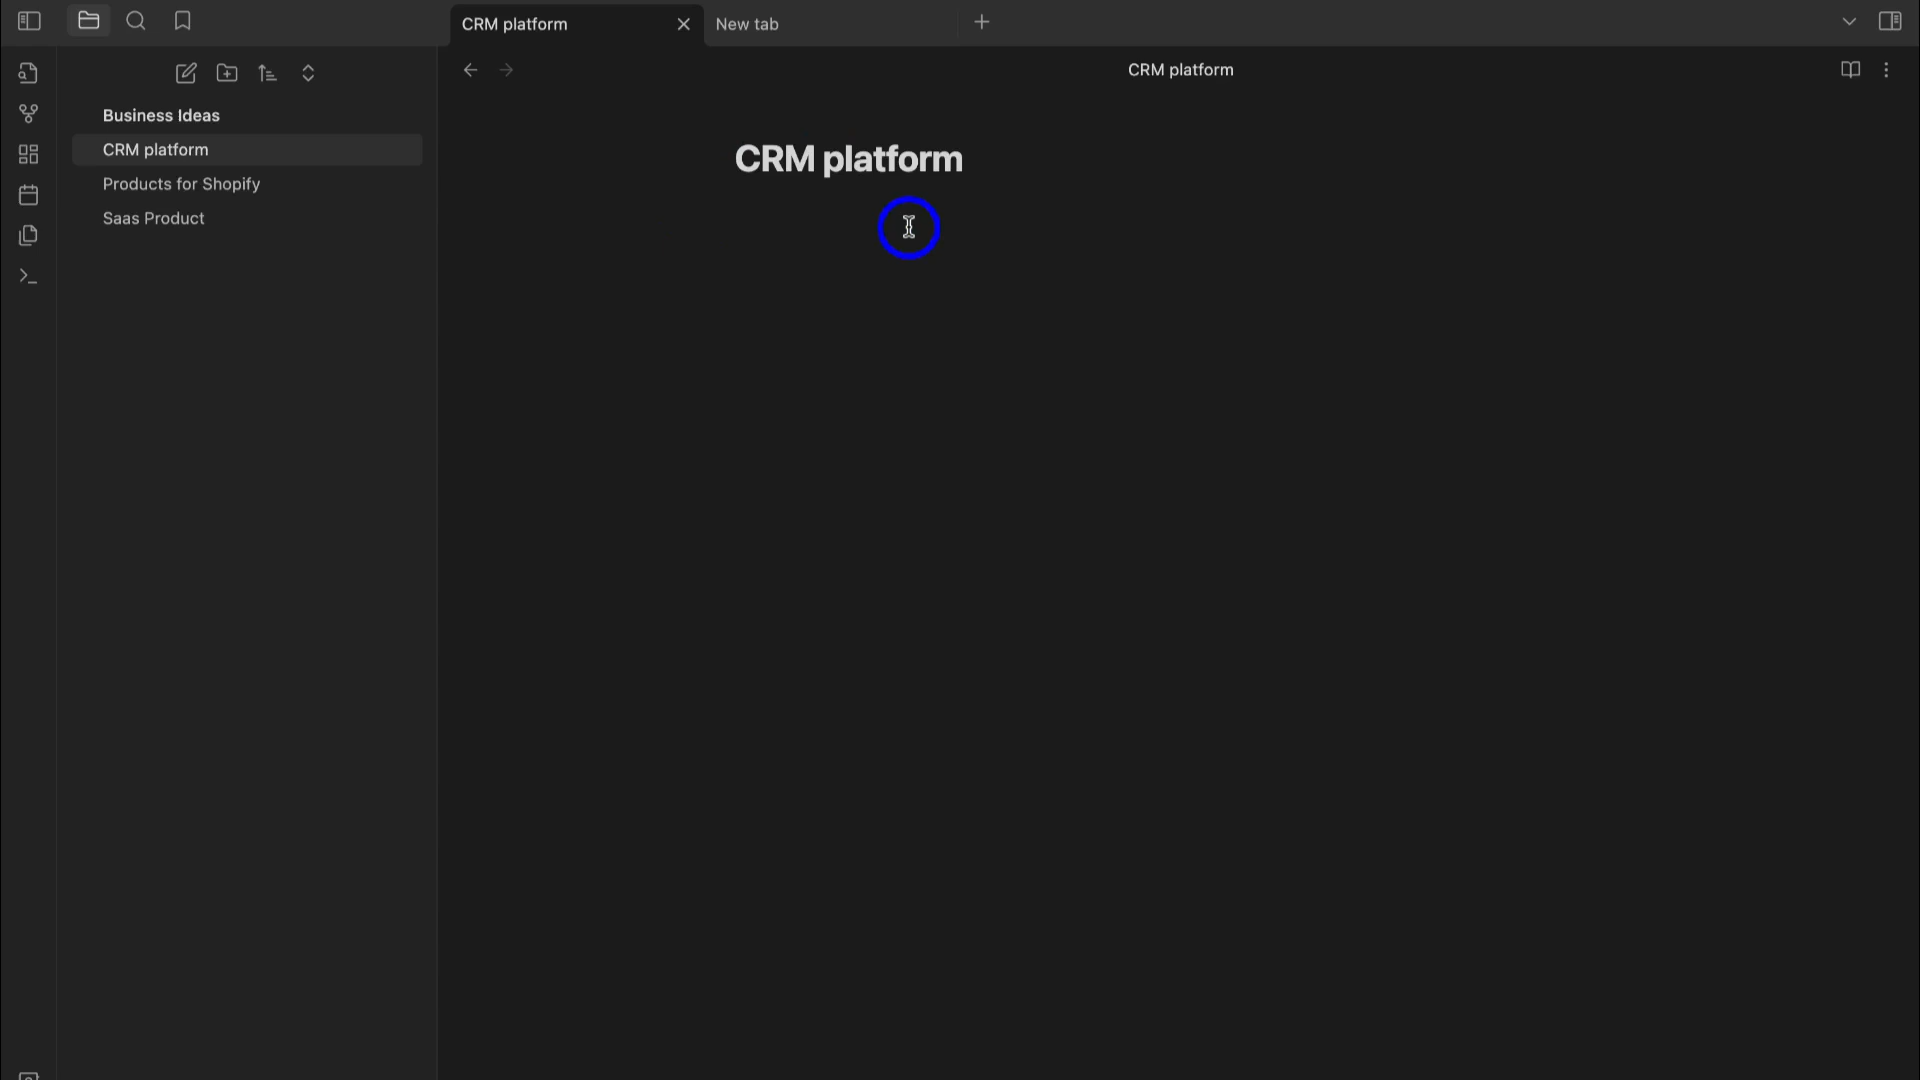 CRM platform
New tab
CRM platform
Business Ideas
CRM platform
Products for Shopify
Saas Product
CRM platform